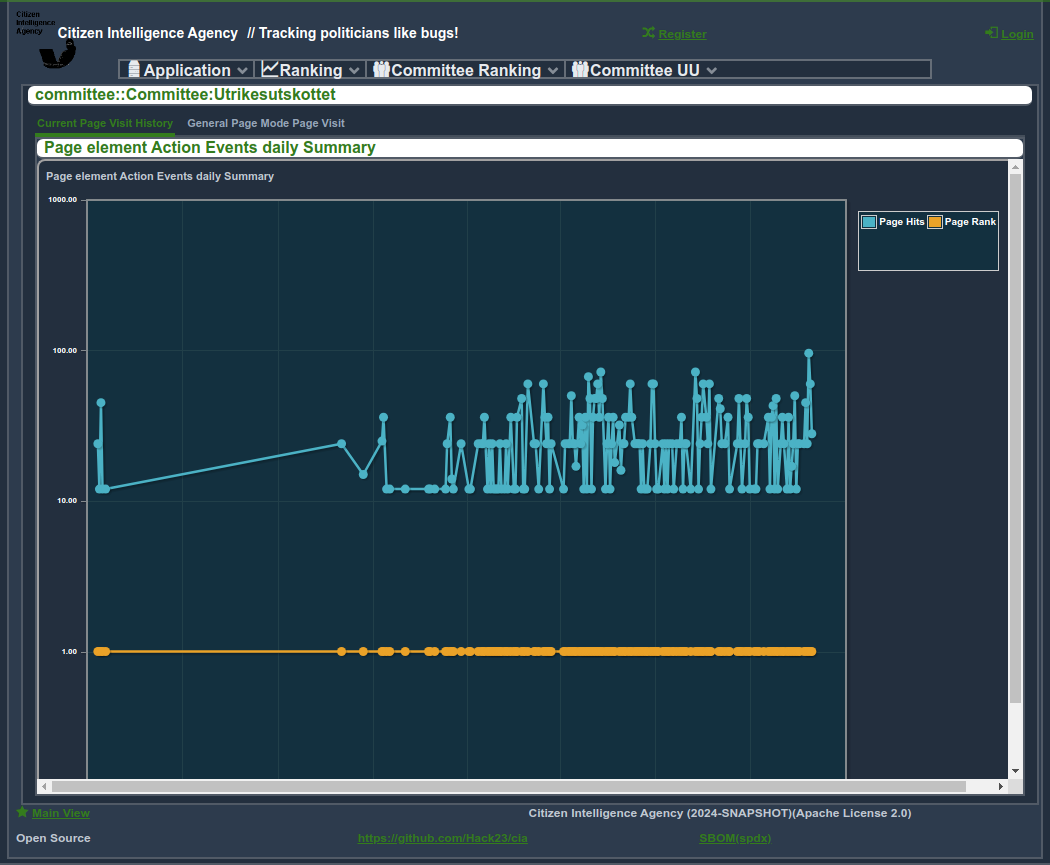 Citizen
Intelligence
Agency
Citizen Intelligence Agency // Tracking politicians like bugs!
Register
Login
Application
Ranking
Committee Ranking
Committee UU
committee::Committee:Utrikesutskottet
Current Page Visit History
General Page Mode Page Visit
Page element Action Events daily Summary
Page element Action Events daily Summary
1000.00
Page Hits
Page Rank
100.00
10.00
1.00
Main View
Citizen Intelligence Agency (2024-SNAPSHOT)(Apache License 2.0)
Open Source
https://github.com/Hack23/cia
SBOM(spdx)